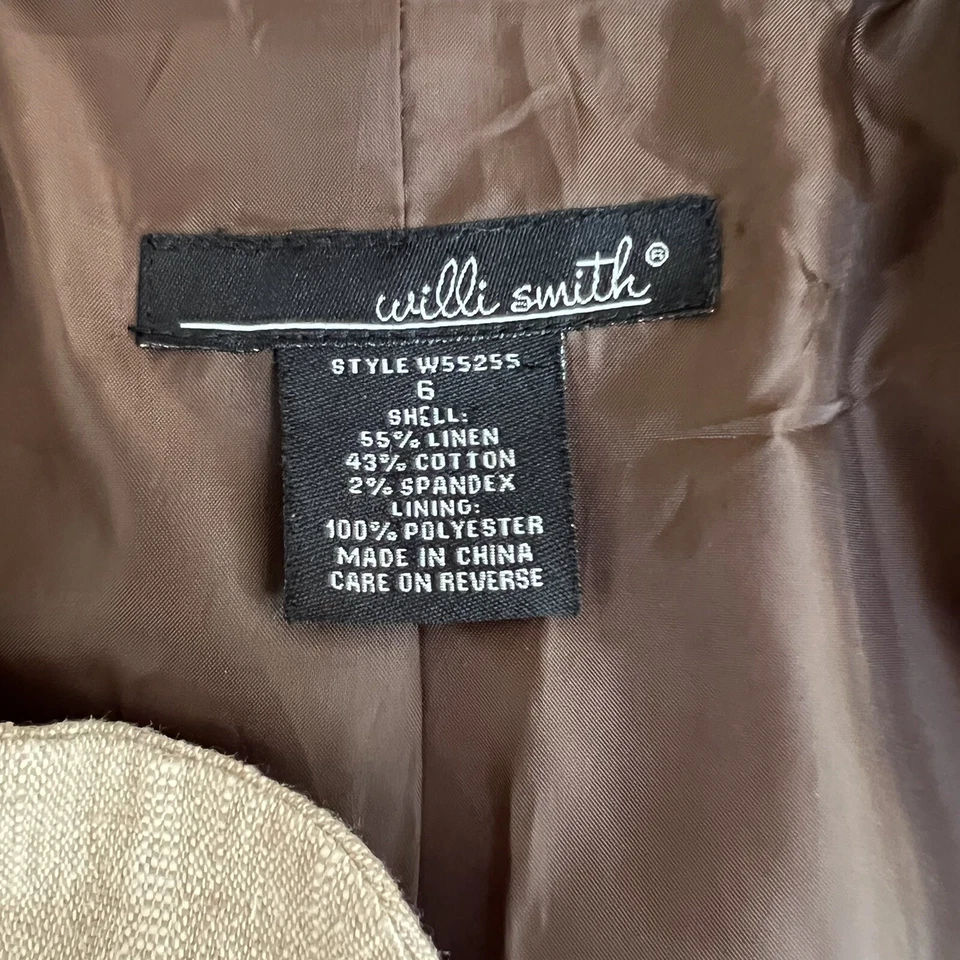 willi smith®
STYLE W55255
6
SHELL:
55% LINEN
43% COTTON
2% SPANDEX
LINING:
100% POLYESTER
MADE IN CHINA
CARE ON REVERSE